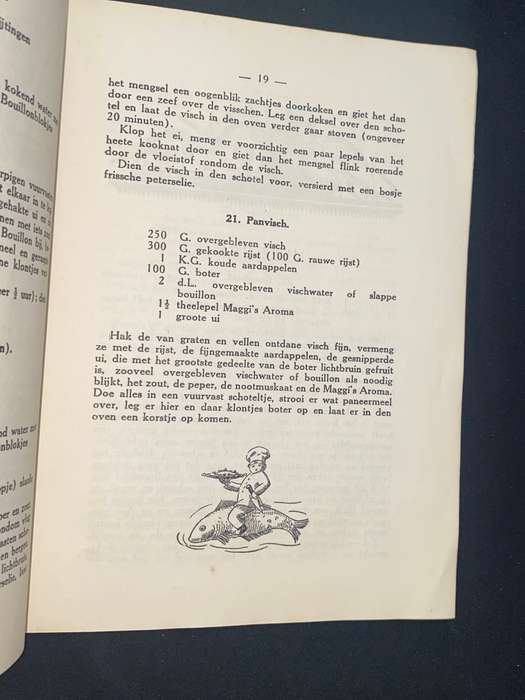 ijtingen
kokend water
Bouillonblokjes
— 19 —
het mengsel een oogenblik zachtjes doorkoken en giet het dan
door een zeef over de visschen. Leg een deksel over den scho-
tel en laat de visch in den oven verder gaar stoven (ongeveer
20 minuten).
Klop het ei, meng er voorzichtig een paar lepels van het
heete kooknat door en giet dan het mengsel flink roerende
door de vloeistof rondom de visch.
Dien de visch in den schotel voor, versierd met een bosje
frissche peterselie.
21. Panvisch.
250 G. overgebleven visch
300 G. gekookte rijst (100 G. rauwe rijst)
1 K.G. koude aardappelen
100 G. boter
2 d.L. overgebleven vischwater of slappe
bouillon
1½ theelepel Maggi's Aroma
1 groote ui
Hak de van graten en vellen ontdane visch fijn, vermeng
ze met de rijst, de fijngemaakte aardappelen, de gesnipperde
ui, die met het grootste gedeelte van de boter lichtbruin gefruit
is, zooveel overgebleven vischwater of bouillon als noodig
blijkt, het zout, de peper, de nootmuskaat en de Maggi's Aroma.
Doe alles in een vuurvast schoteltje, strooi er wat paneermeel
over, leg er hier en daar klontjes boter op en laat er in den
oven een korstje op komen.